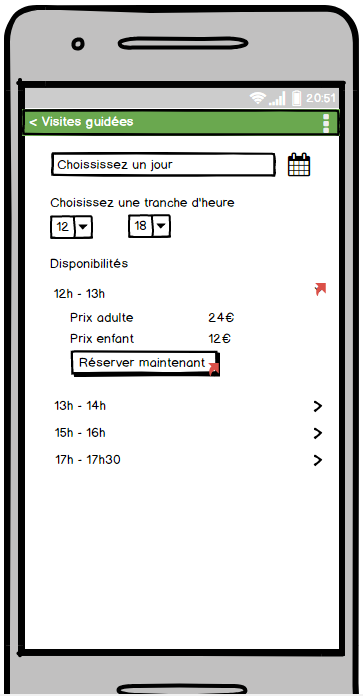 20:51
< Visites guidées
Choississez un jour
Choisissez une tranche d'heure
12 18
Disponibilités
12h - 13h
Prix adulte 24€
Prix enfant 12€
Réserver maintenant
13h - 14h
15h - 16h
17h - 17h30